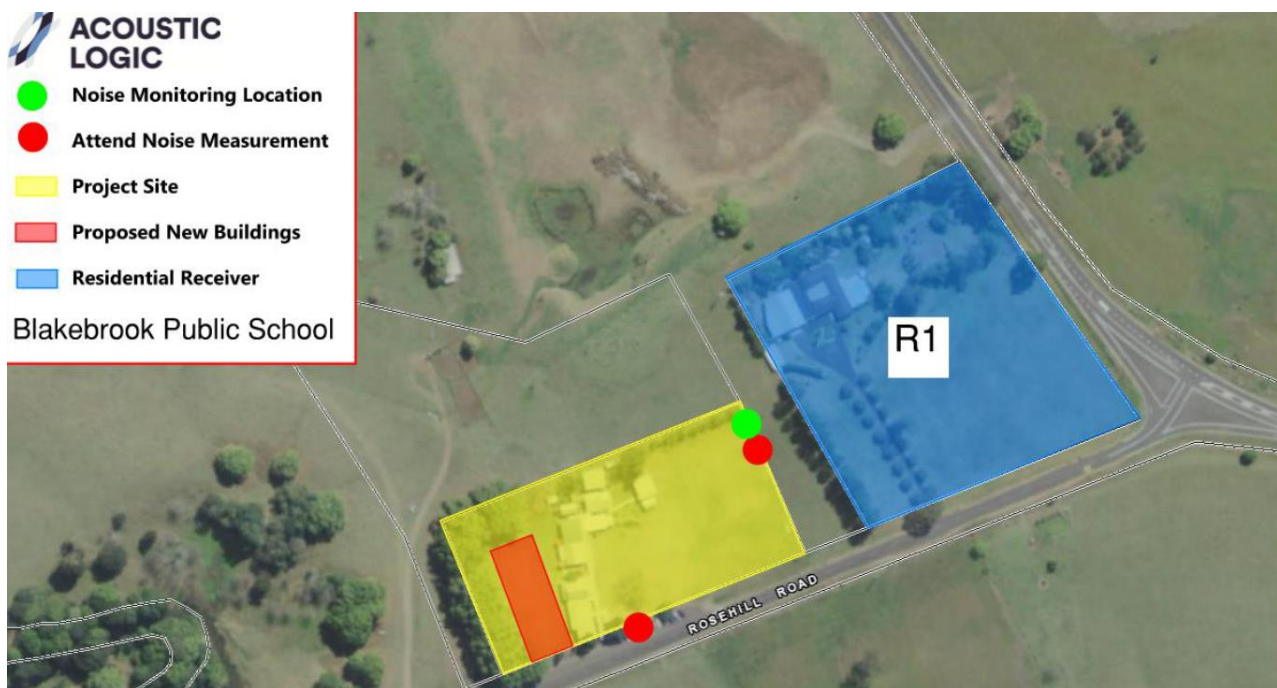 ACOUSTIC
LOGIC
Noise Monitoring Location
Attend Noise Measurement
Project Site
Proposed New Buildings
Residential Receiver
Blakebrook Public School
R1
ROSEHILL ROAD